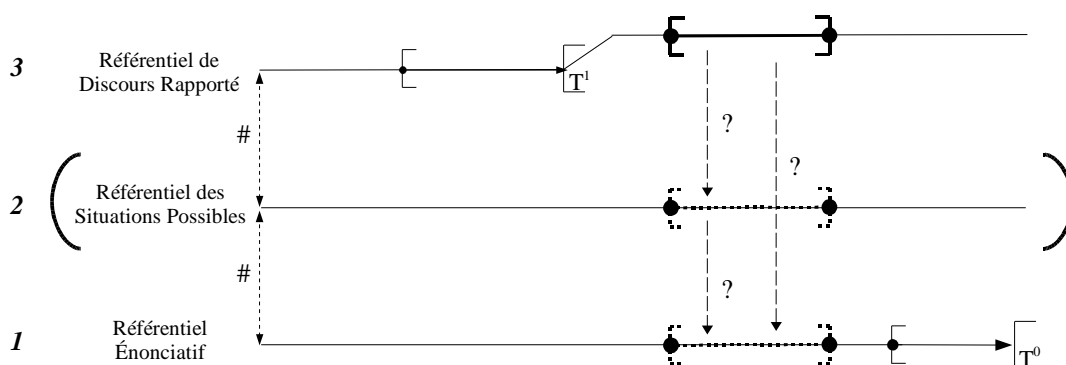 3
Référentiel de
Discours Rapporté
T¹
#
?
?
2
Référentiel des
Situations Possibles
#
?
1
Référentiel
Énonciatif
T⁰